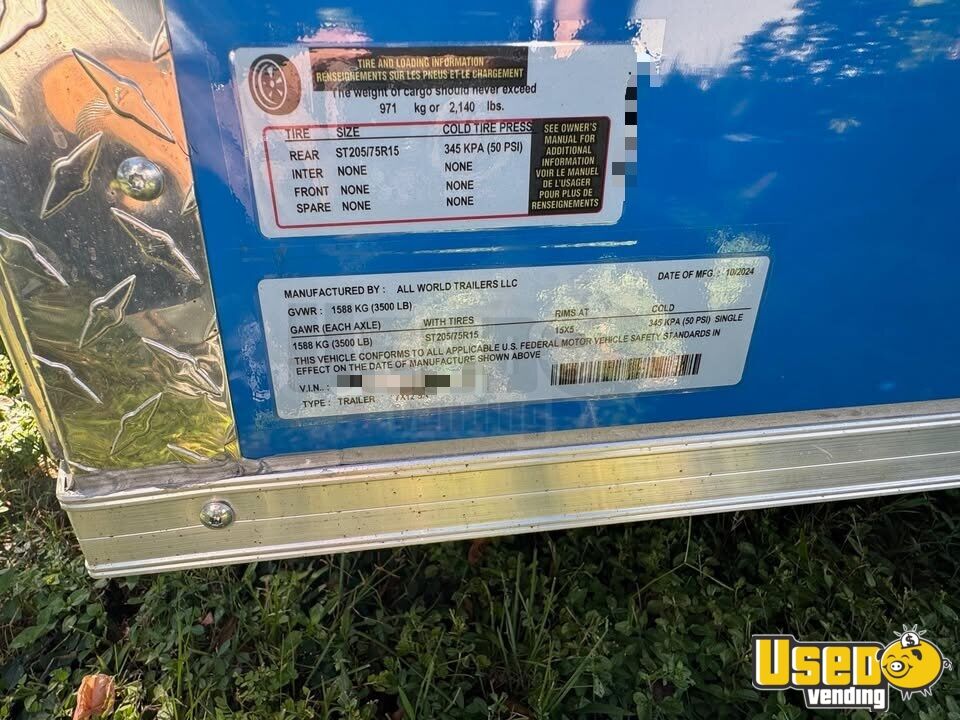 TIRE AND LOADING INFORMATION
RENSEIGNEMENTS SUR LES PNEUS ET LE CHARGEMENT
The weight of cargo should never exceed
971 kg or 2,140 lbs.
TIRE SIZE COLD TIRE PRESS
REAR ST205/75R15 345 KPA (50 PSI)
INTER NONE NONE
FRONT NONE NONE
SPARE NONE NONE
SEE OWNER'S
MANUAL FOR
ADDITIONAL
INFORMATION
VOIR LE MANUEL
DE L'USAGER
POUR PLUS DE
RENSEIGNEMENTS
MANUFACTURED BY : ALL WORLD TRAILERS LLC DATE OF MFG. : 10/2024
GVWR : 1588 KG (3500 LB)
GAWR (EACH AXLE) WITH TIRES RIMS AT COLD
1588 KG (3500 LB) ST205/75R15 15X5 345 KPA (50 PSI) SINGLE
THIS VEHICLE CONFORMS TO ALL APPLICABLE U.S. FEDERAL MOTOR VEHICLE SAFETY STANDARDS IN
EFFECT ON THE DATE OF MANUFACTURE SHOWN ABOVE
V.I.N.. :
TYPE : TRAILER
USED
vending